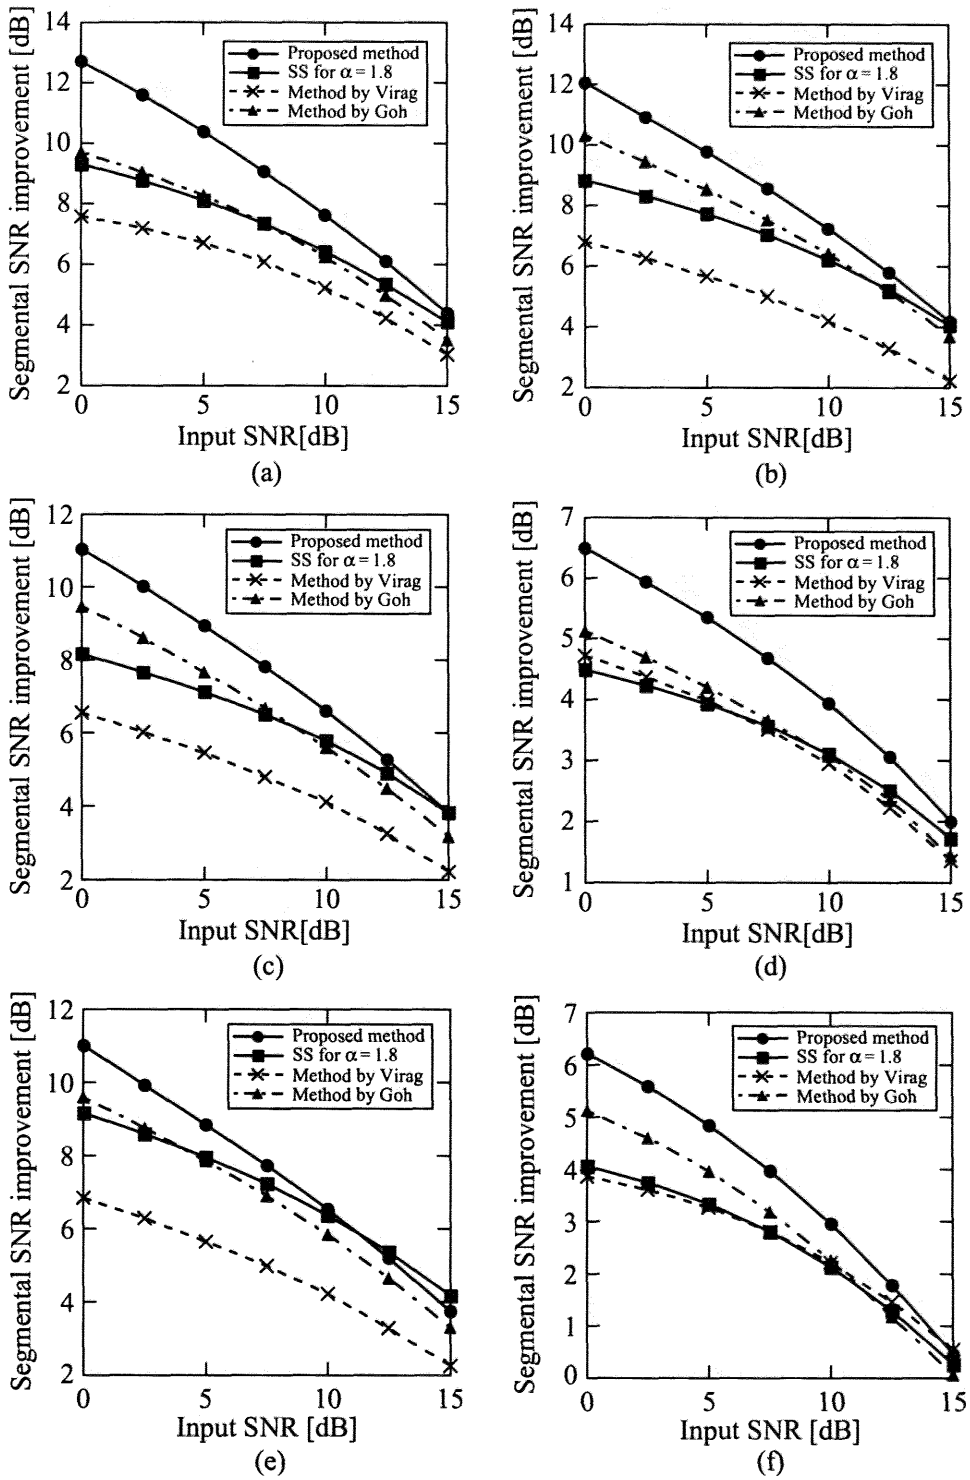 Segmental SNR improvement [dB]
14
12
10
8
6
4
2
Proposed method
SS for α = 1.8
Method by Virag
Method by Goh
0 5 10 15
Input SNR[dB]
(a)
Segmental SNR improvement [dB]
14
12
10
8
6
4
2
Proposed method
SS for α = 1.8
Method by Virag
Method by Goh
0 5 10 15
Input SNR[dB]
(b)
Segmental SNR improvement [dB]
12
10
8
6
4
2
Proposed method
SS for α = 1.8
Method by Virag
Method by Goh
0 5 10 15
Input SNR[dB]
(c)
Segmental SNR improvement [dB]
7
6
5
4
3
2
1
Proposed method
SS for α = 1.8
Method by Virag
Method by Goh
0 5 10 15
Input SNR[dB]
(d)
Segmental SNR improvement [dB]
12
10
8
6
4
2
Proposed method
SS for α = 1.8
Method by Virag
Method by Goh
0 5 10 15
Input SNR [dB]
(e)
Segmental SNR improvement [dB]
7
6
5
4
3
2
1
0
Proposed method
SS for α = 1.8
Method by Virag
Method by Goh
0 5 10 15
Input SNR [dB]
(f)